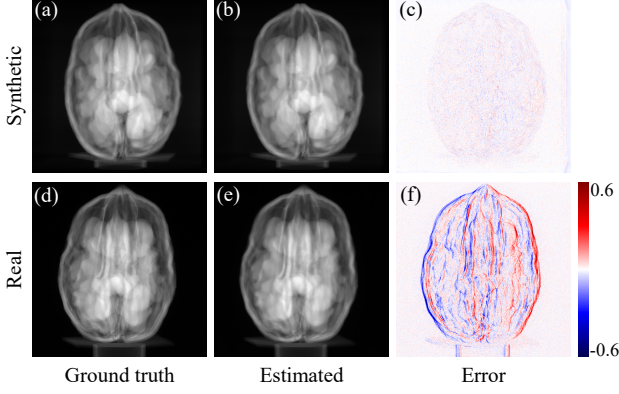 (a) (b) (c)
Synthetic
(d) (e) (f)
Real
0.6
-0.6
Ground truth Estimated Error